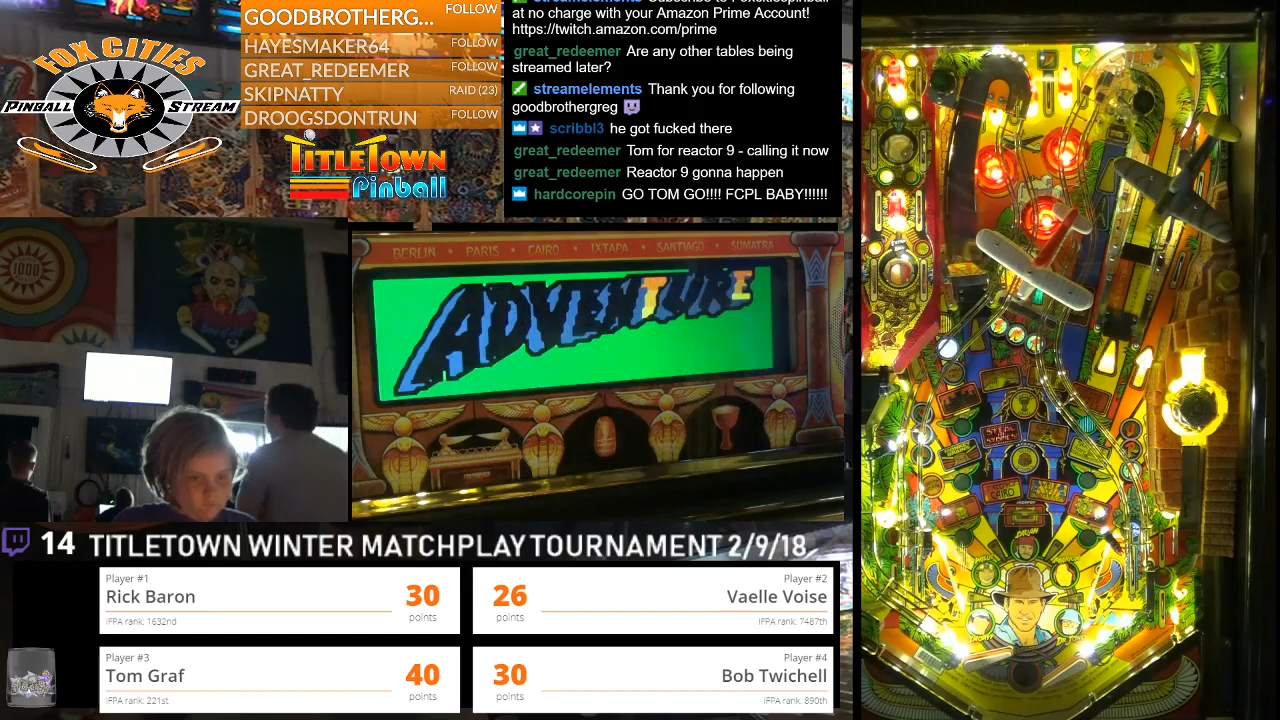 FOX CITIES
PINBALL STREAM
GOODBROTHERG... FOLLOW
HAYESMAKER64 FOLLOW
GREAT_REDEEMER FOLLOW
SKIPNATTY RAID (23)
DROOGSDONTRUN FOLLOW
TITLETOWN
Pinball
at no charge with your Amazon Prime Account!
https://twitch.amazon.com/prime
great_redeemer Are any other tables being
streamed later?
streamelements Thank you for following
goodbrothergreg
scribbl3 he got fucked there
great_redeemer Tom for reactor 9 - calling it now
great_redeemer Reactor 9 gonna happen
hardcorepin GO TOM GO!!!! FCPL BABY!!!!!!
1000
BERLIN • PARIS • CAIRO • IXTAPA • SANTIAGO • SUMATRA
ADVENTURE
14 TITLETOWN WINTER MATCHPLAY TOURNAMENT 2/9/18
Player #1
Rick Baron
IFPA rank: 1632nd
30
points
26
points
Player #2
Vaelle Voise
IFPA rank: 7487th
Player #3
Tom Graf
IFPA rank: 221st
40
points
30
points
Player #4
Bob Twichell
IFPA rank: 890th
CAIRO